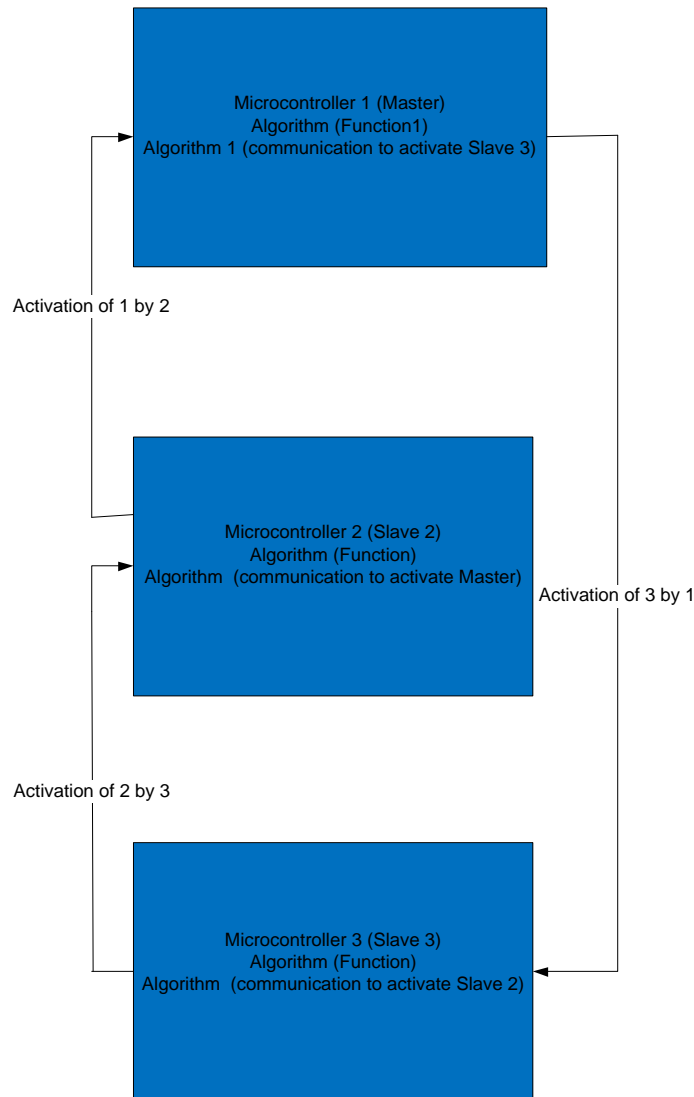 Microcontroller 1 (Master)
Algorithm (Function1)
Algorithm 1 (communication to activate Slave 3)
Activation of 1 by 2
Microcontroller 2 (Slave 2)
Algorithm (Function)
Algorithm  (communication to activate Master)
Activation of 3 by 1
Activation of 2 by 3
Microcontroller 3 (Slave 3)
Algorithm (Function)
Algorithm  (communication to activate Slave 2)